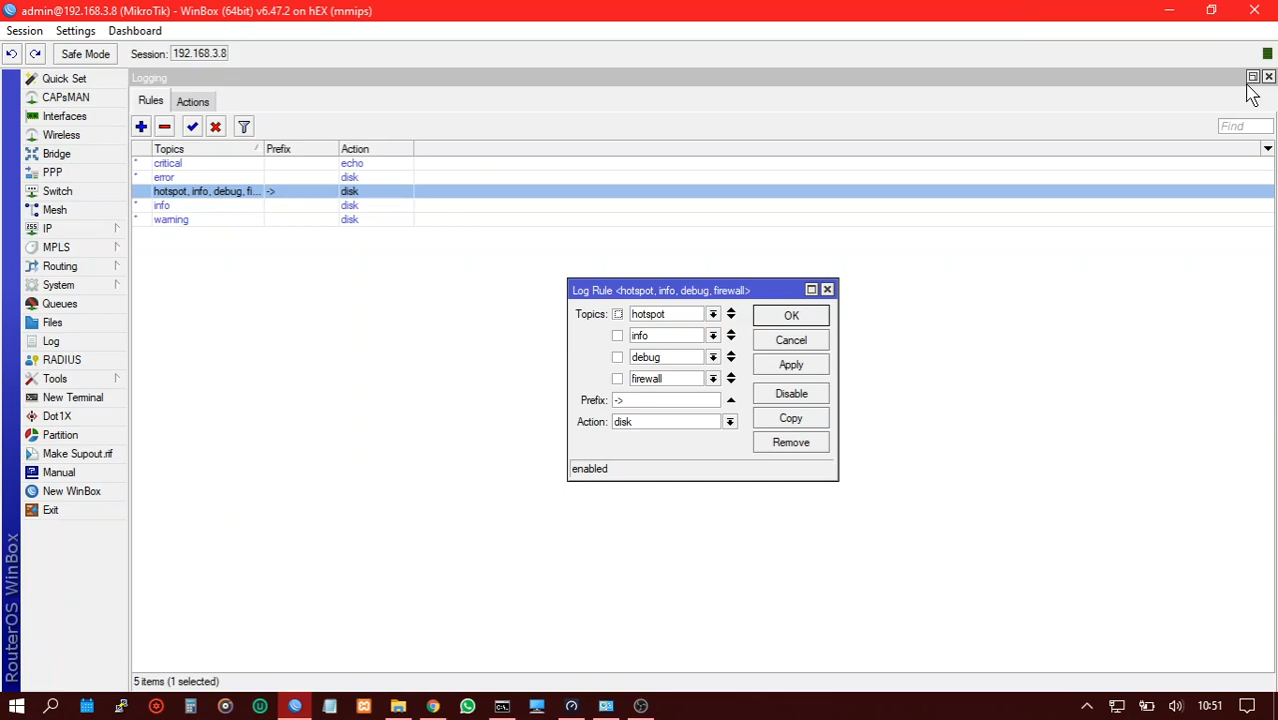 admin@192.168.3.8 (MikroTik) - WinBox (64bit) v6.47.2 on hEX (mmips)
Session Settings Dashboard
Safe Mode Session: 192.168.3.8
Quick Set
CAPsMAN
Interfaces
Wireless
Bridge
PPP
Switch
Mesh
IP
MPLS
Routing
System
Queues
Files
Log
RADIUS
Tools
New Terminal
Dot1X
Partition
Make Supout.rif
Manual
New WinBox
Exit
RouterOS WinBox
Logging
Rules Actions
Find
Topics Prefix Action
* critical echo
* error disk
hotspot, info, debug, fi... -> disk
* info disk
* warning disk
Log Rule <hotspot, info, debug, firewall>
Topics: hotspot
info
debug
firewall
Prefix: ->
Action: disk
OK
Cancel
Apply
Disable
Copy
Remove
enabled
5 items (1 selected)
10:51